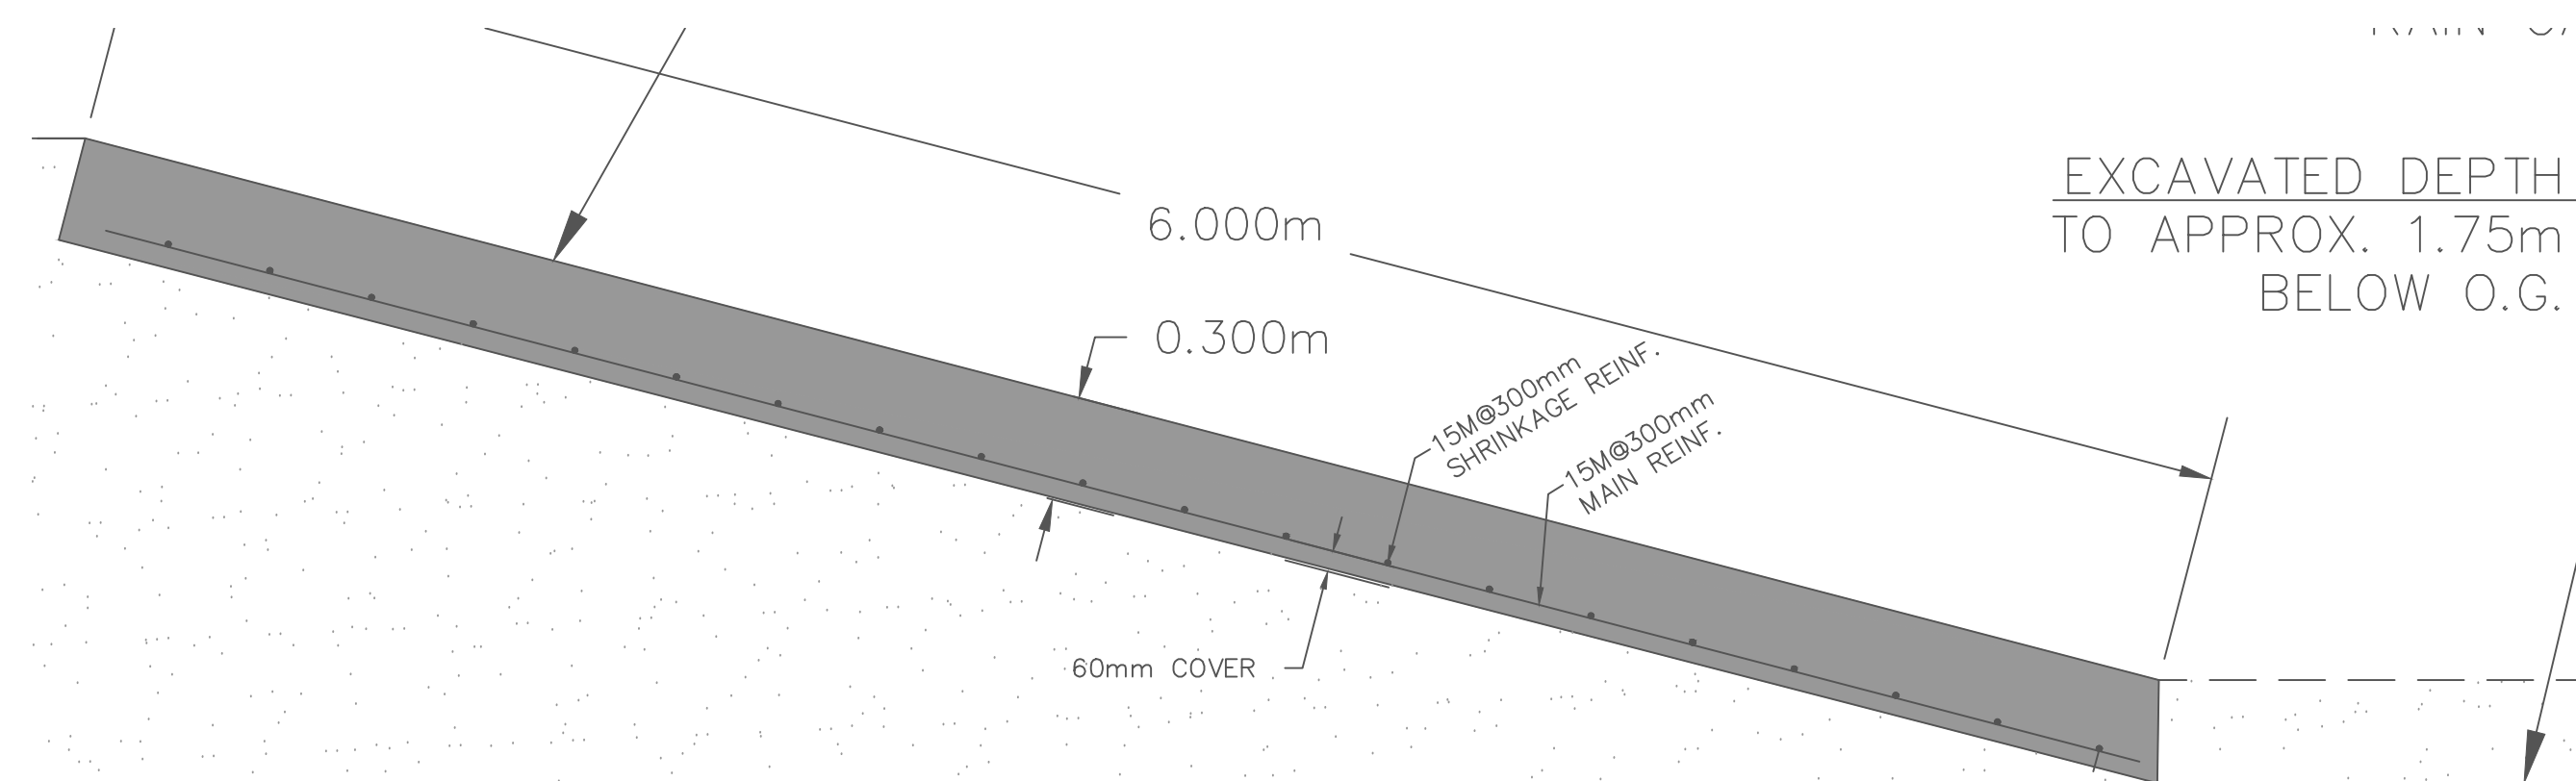 EXCAVATED DEPTH
TO APPROX. 1.75m
BELOW O.G.
6.000m
0.300m
15M@300mm
SHRINKAGE REINF.
15M@300mm
MAIN REINF.
60mm COVER